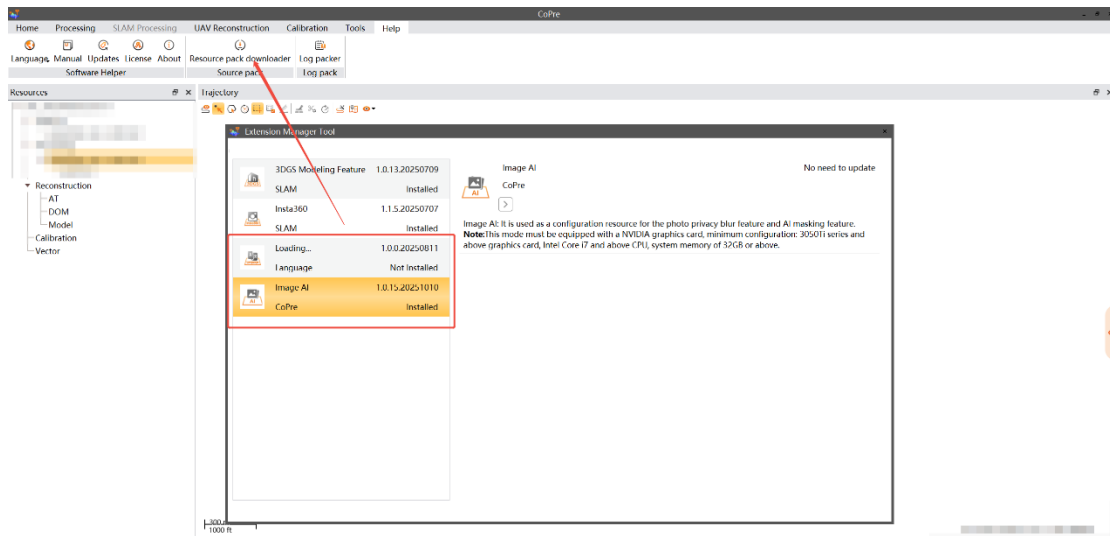 CoPre
Home Processing SLAM Processing UAV Reconstruction Calibration Tools Help
Language Manual Updates License About Resource pack downloader Log packer
Software Helper Source pack Log pack
Resources Trajectory
Extension Manager Tool
3DGS Modeling Feature 1.0.13.20250709
SLAM Installed
Insta360 1.1.5.20250707
SLAM Installed
Loading... 1.0.0.20250811
Language Not Installed
Image AI 1.0.15.20251010
CoPre Installed
Image AI No need to update
CoPre
Image AI: It is used as a configuration resource for the photo privacy blur feature and AI masking feature.
Note:This mode must be equipped with a NVIDIA graphics card, minimum configuration: 3050Ti series and
above graphics card, Intel Core i7 and above CPU, system memory of 32GB or above.
Reconstruction
AT
DOM
Model
Calibration
Vector
300
1000 ft